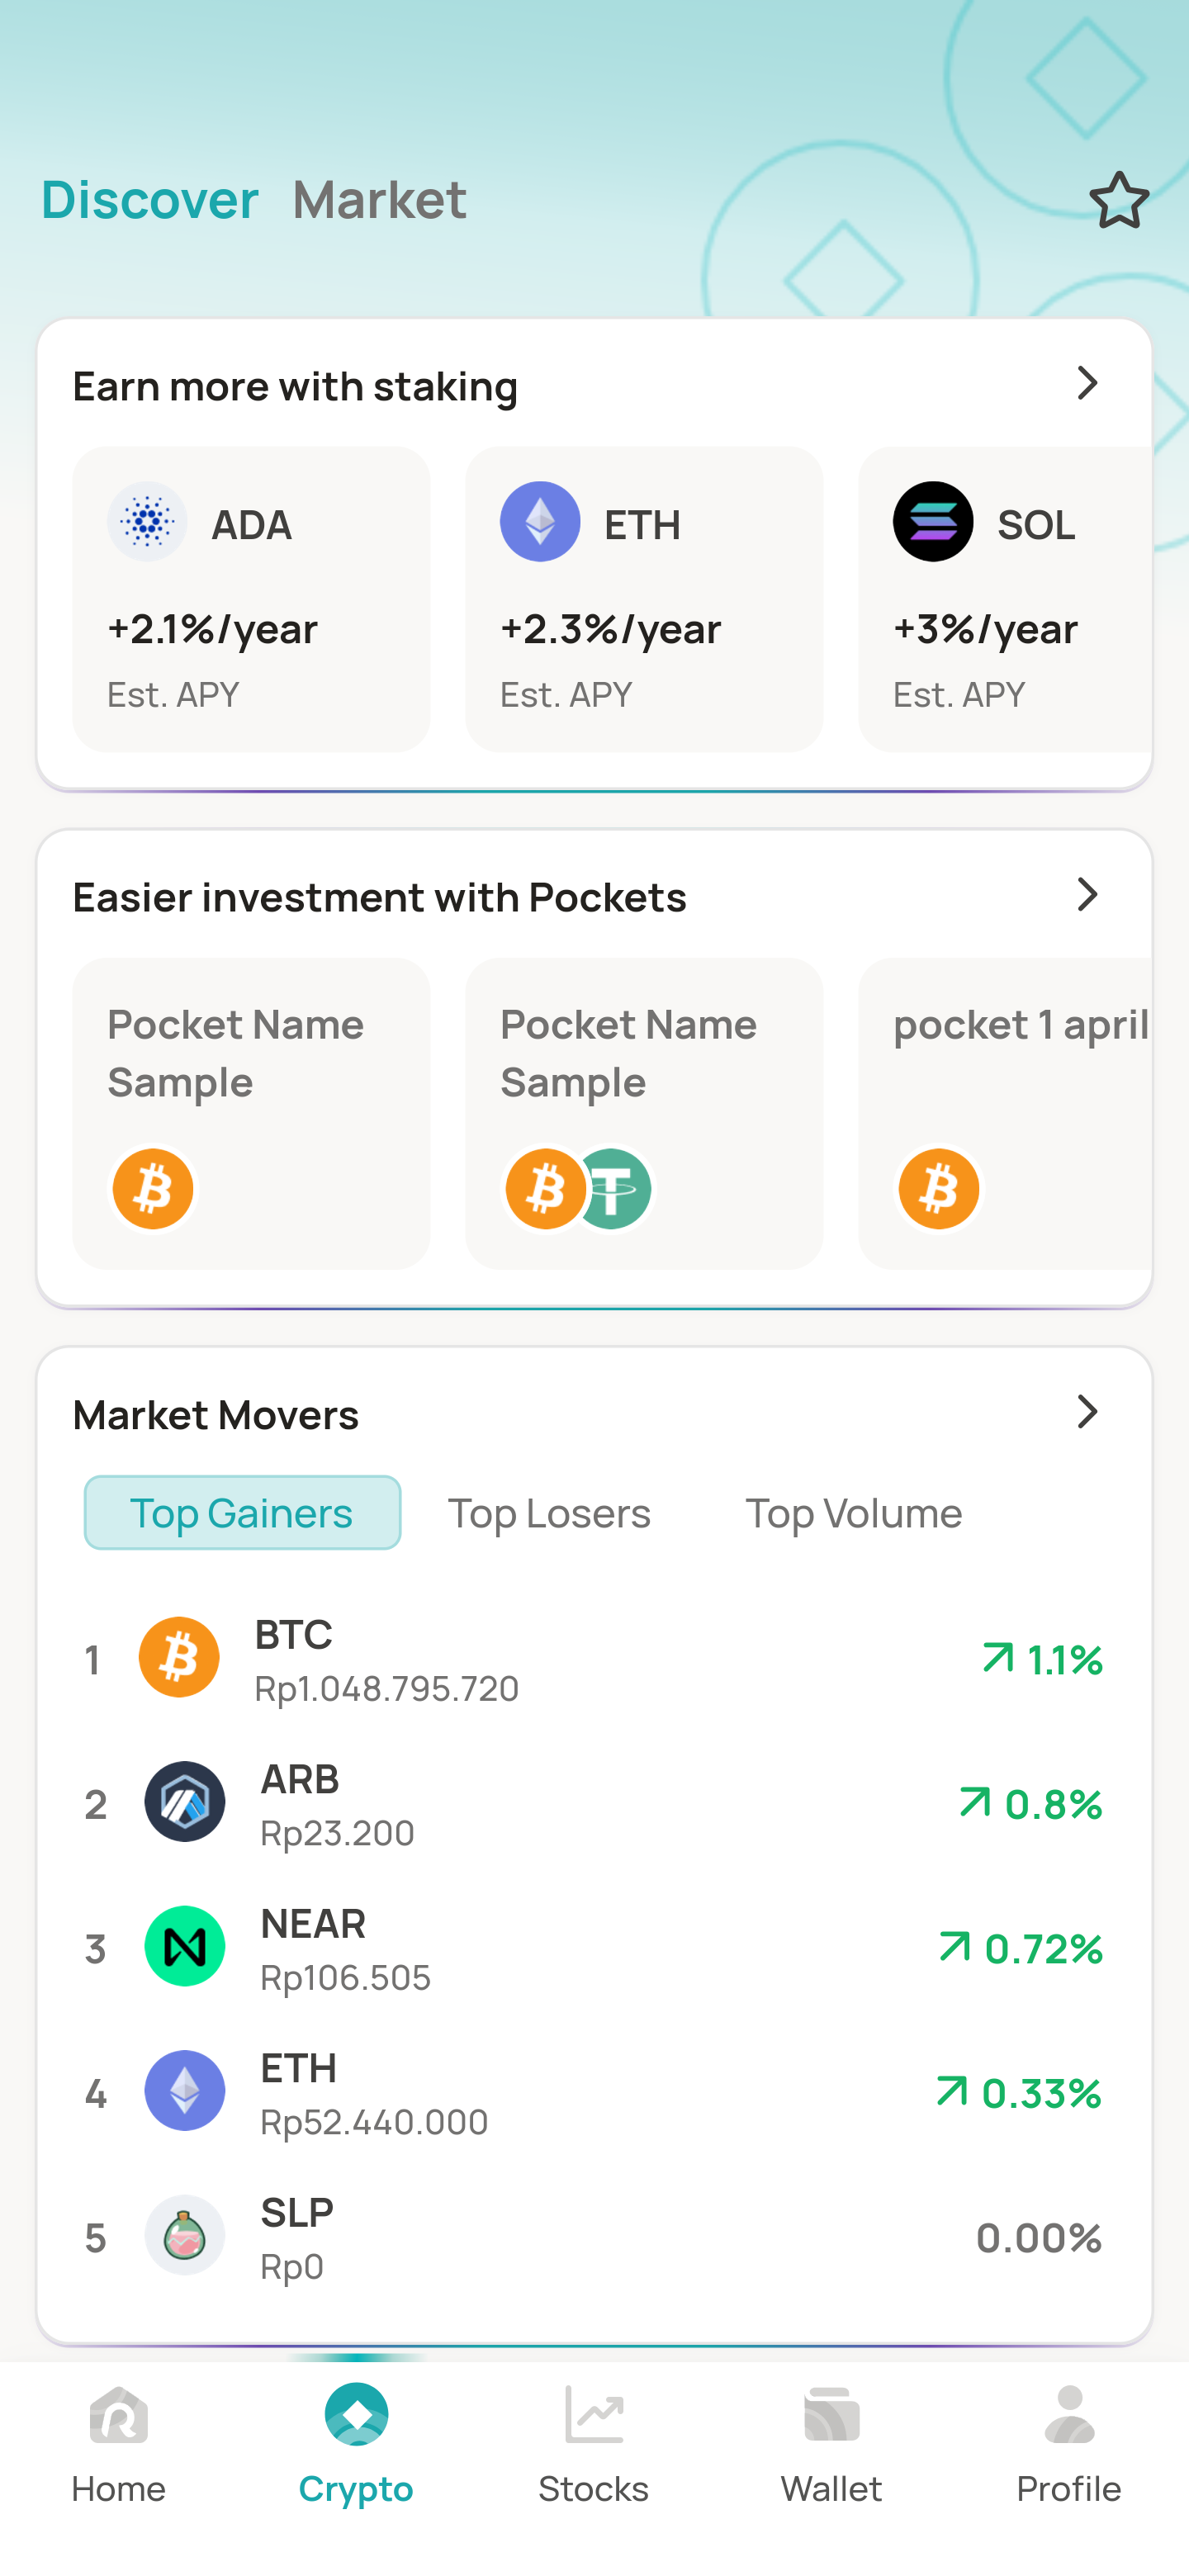 Discover Market
Earn more with staking
ADA ETH SOL
+2.1%/year +2.3%/year +3%/year
Est. APY Est. APY Est. APY
Easier investment with Pockets
Pocket Name Pocket Name pocket 1 april
Sample Sample
Market Movers
Top Gainers Top Losers Top Volume
1 BTC 1.1%
Rp1.048.795.720
2 ARB 0.8%
Rp23.200
3 NEAR 0.72%
Rp106.505
4 ETH 0.33%
Rp52.440.000
5 SLP 0.00%
Rp0
Home Crypto Stocks Wallet Profile